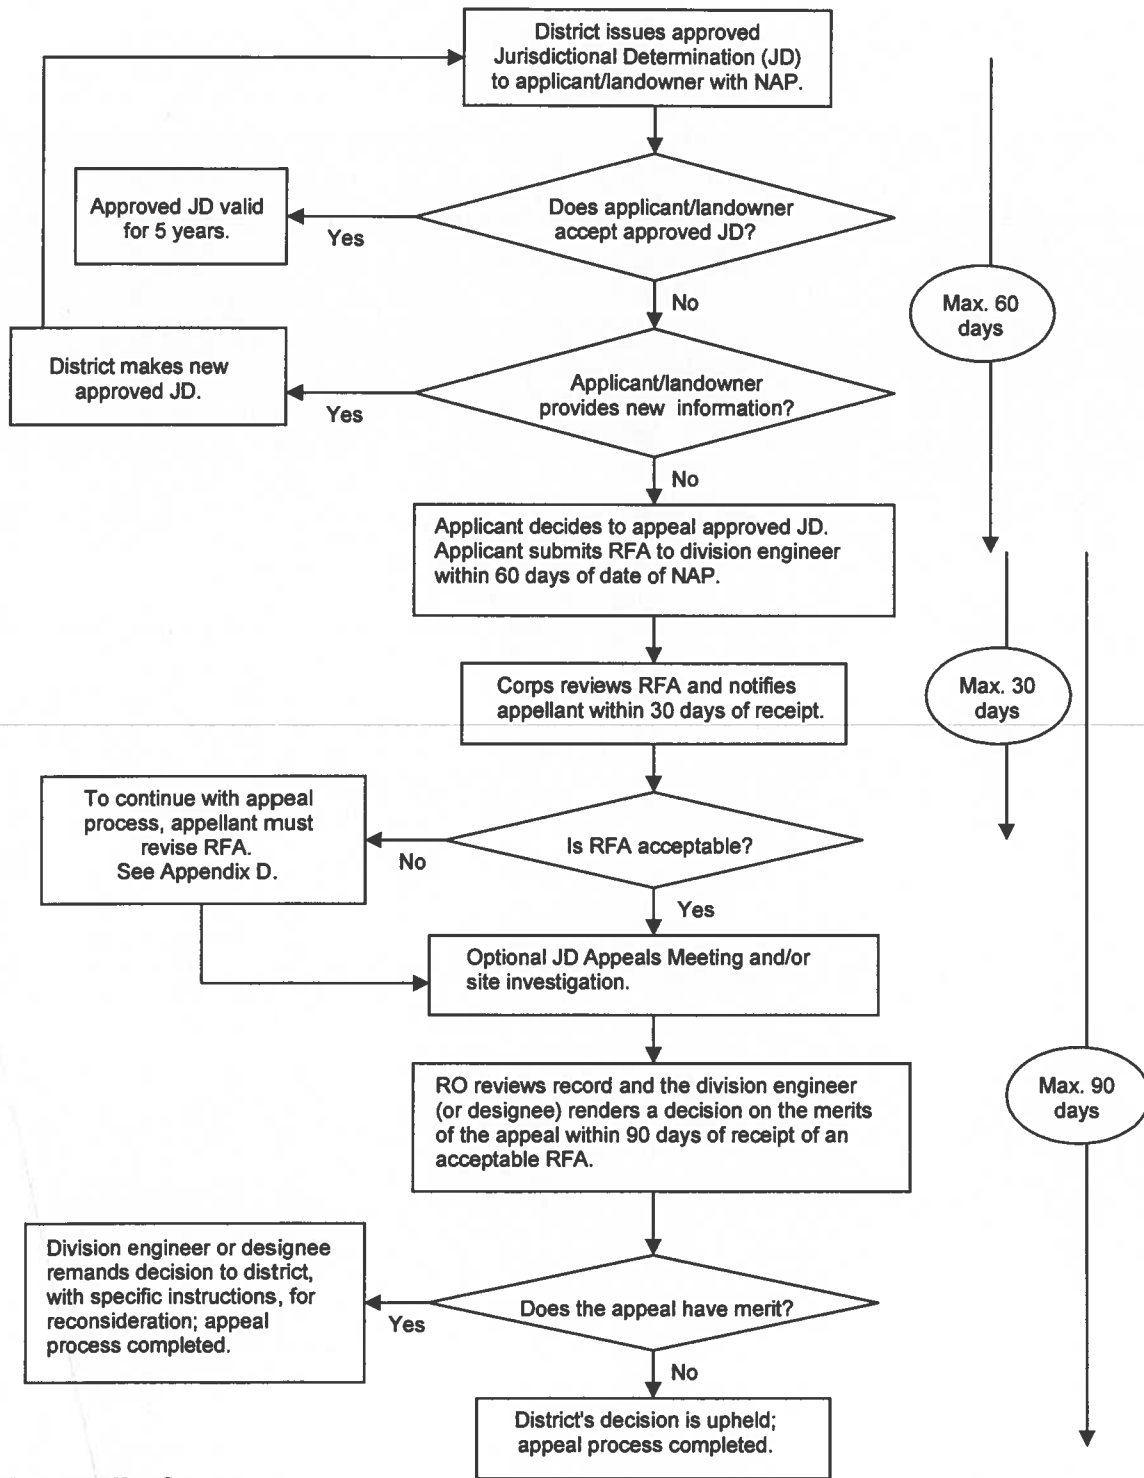 District issues approved
Jurisdictional Determination (JD)
to applicant/landowner with NAP.
Approved JD valid
for 5 years.
Yes
Does applicant/landowner
accept approved JD?
No
Max. 60
days
District makes new
approved JD.
Yes
Applicant/landowner
provides new information?
No
Applicant decides to appeal approved JD.
Applicant submits RFA to division engineer
within 60 days of date of NAP.
Corps reviews RFA and notifies
appellant within 30 days of receipt.
Max. 30
days
To continue with appeal
process, appellant must
revise RFA.
See Appendix D.
No
Is RFA acceptable?
Yes
Optional JD Appeals Meeting and/or
site investigation.
RO reviews record and the division engineer
(or designee) renders a decision on the merits
of the appeal within 90 days of receipt of an
acceptable RFA.
Max. 90
days
Division engineer or designee
remands decision to district,
with specific instructions, for
reconsideration; appeal
process completed.
Yes
Does the appeal have merit?
No
District's decision is upheld;
appeal process completed.